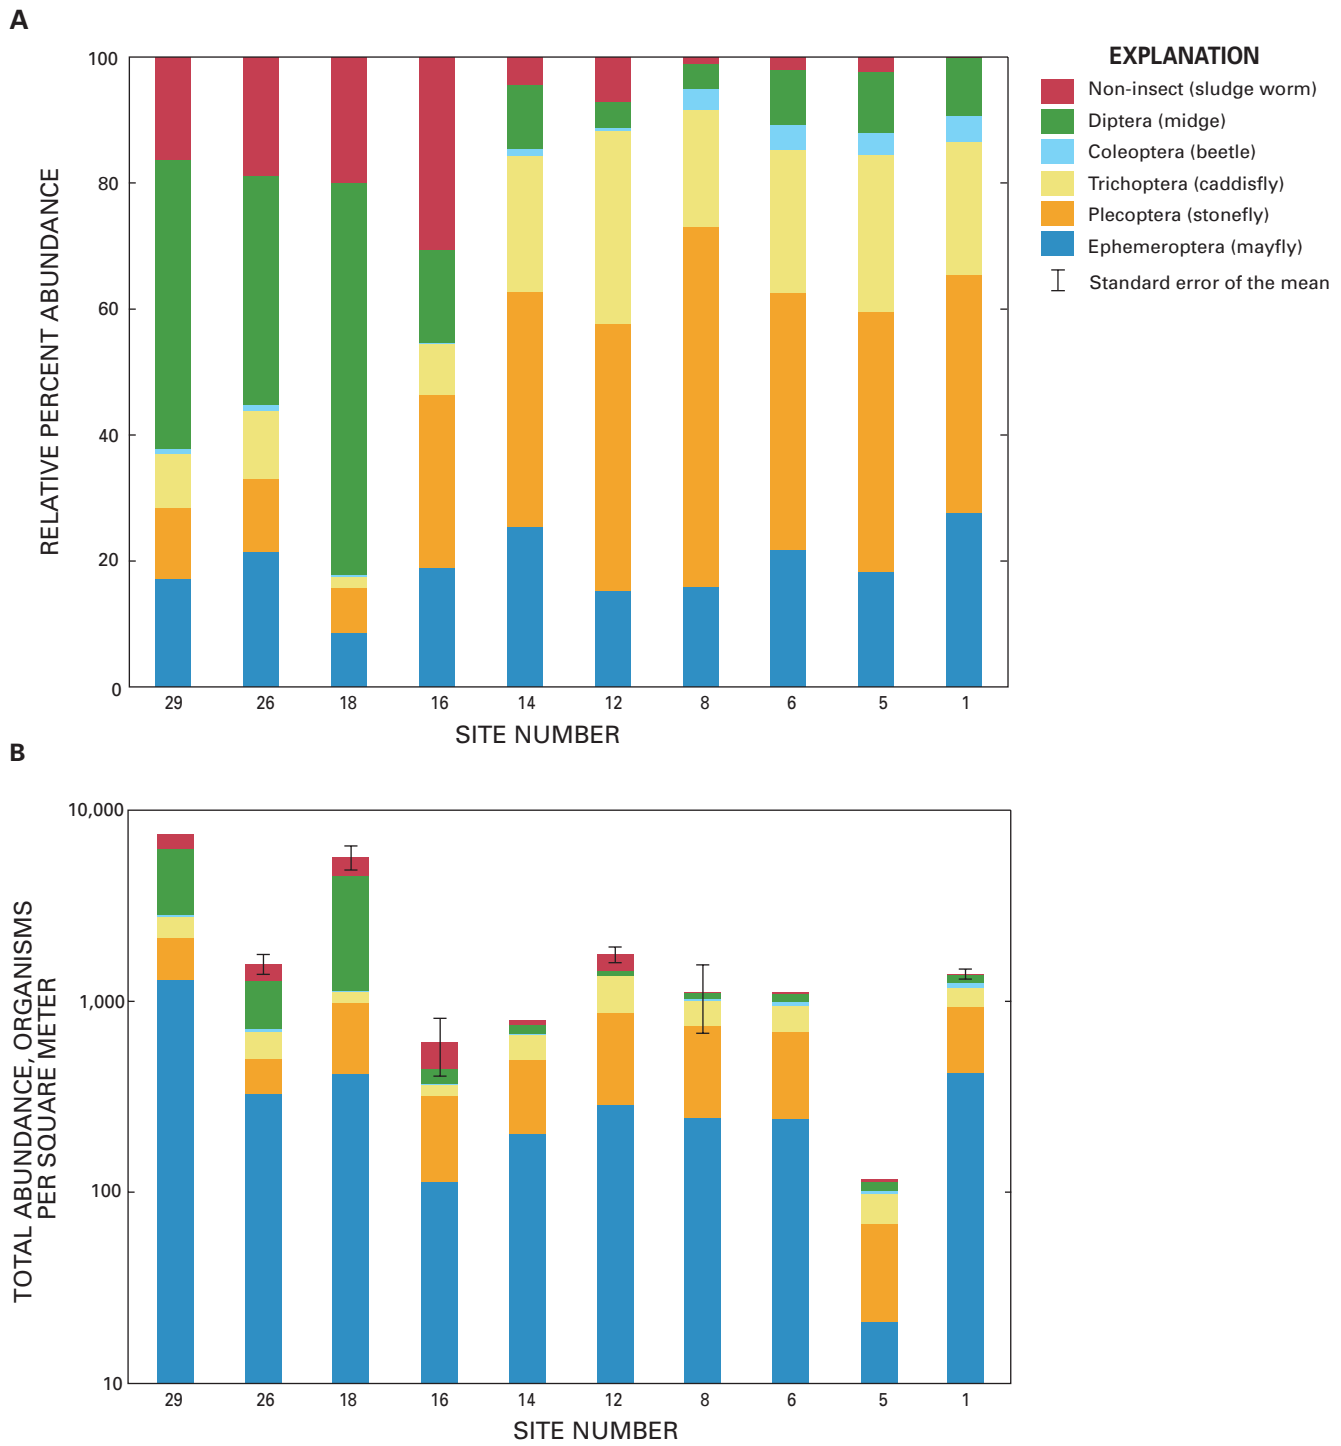 A
EXPLANATION
Non-insect (sludge worm)
Diptera (midge)
Coleoptera (beetle)
Trichoptera (caddisfly)
Plecoptera (stonefly)
Ephemeroptera (mayfly)
Standard error of the mean
RELATIVE PERCENT ABUNDANCE
100
80
60
40
20
0
29 26 18 16 14 12 8 6 5 1
SITE NUMBER
B
TOTAL ABUNDANCE, ORGANISMS
PER SQUARE METER
10,000
1,000
100
10
29 26 18 16 14 12 8 6 5 1
SITE NUMBER